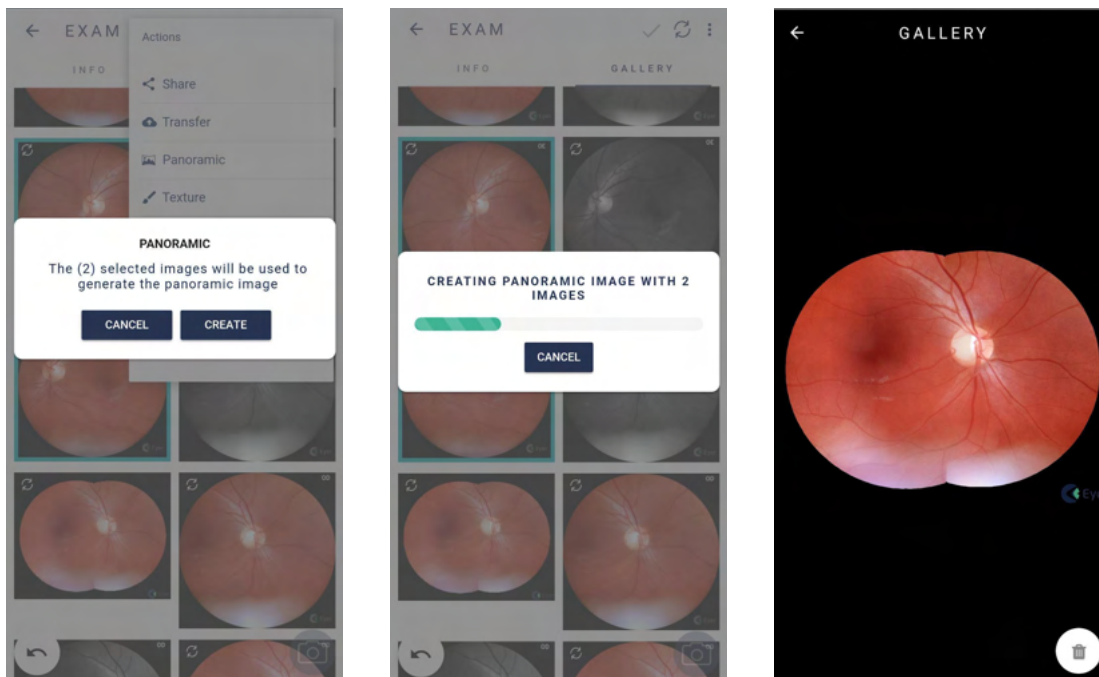 EXAM
Actions
INFO
Share
Transfer
Panoramic
Texture
PANORAMIC
The (2) selected images will be used to
generate the panoramic image
CANCEL CREATE
EXAM
INFO GALLERY
CREATING PANORAMIC IMAGE WITH 2
IMAGES
CANCEL
GALLERY
Eye